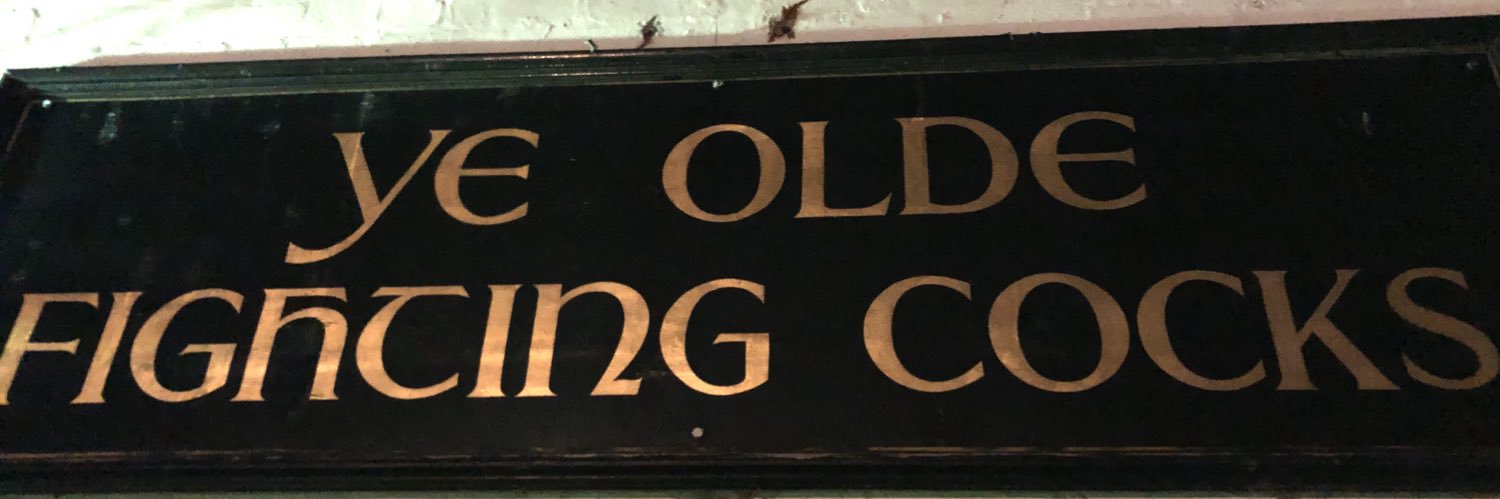 YE OLDE
FIGHTING COCKS